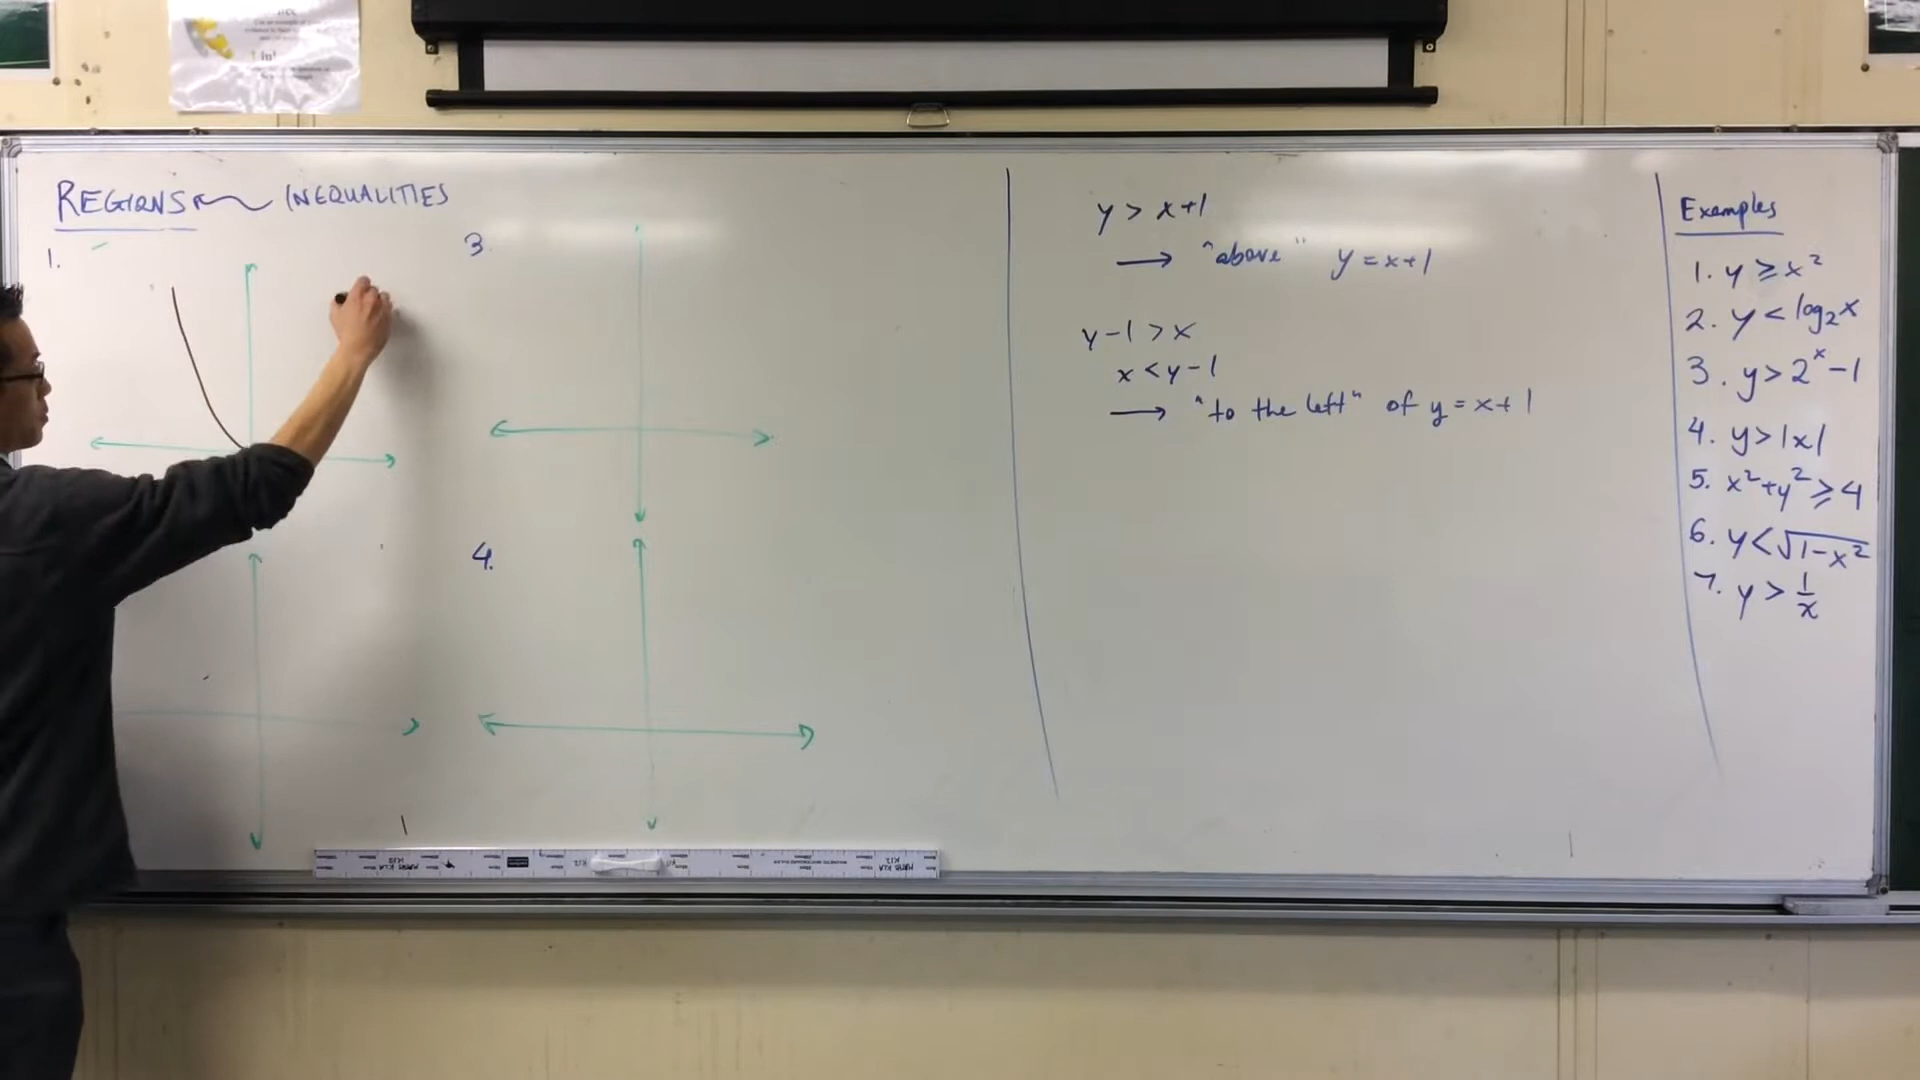 REGIONS INEQUALITIES
1.
3.
4.
y > x+1
→ "above" y = x+1
y-1 > x
x < y-1
→ "to the left" of y = x+1
Examples
1. y ≥ x²
2. y < log₂x
3. y > 2ˣ-1
4. y > |x|
5. x²+y² ≥ 4
6. y < √(1-x²)
7. y > 1/x